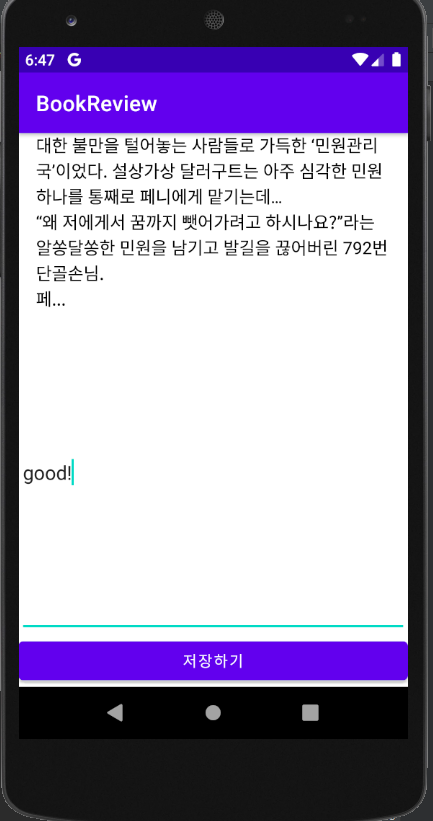 6:47 G
BookReview
대한 불만을 털어놓는 사람들로 가득한 ‘민원관리
국’이었다. 설상가상 달러구트는 아주 심각한 민원
하나를 통째로 페니에게 맡기는데…
“왜 저에게서 꿈까지 뺏어가려고 하시나요?”라는
알쏭달쏭한 민원을 남기고 발길을 끊어버린 792번
단골손님.
페...
good!
저장하기